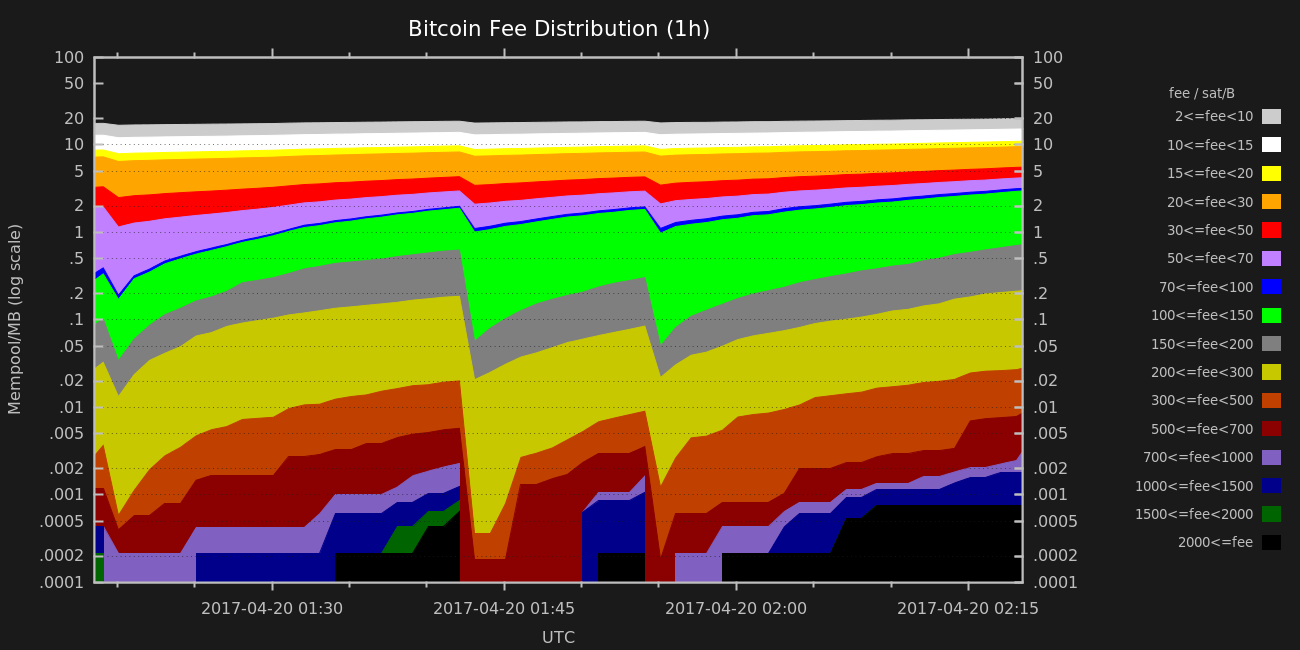 Bitcoin Fee Distribution (1h)
100
50
20
10
5
2
1
.5
.2
.1
.05
.02
.01
.005
.002
.001
.0005
.0002
.0001
Mempool/MB (log scale)
100
50
20
10
5
2
1
.5
.2
.1
.05
.02
.01
.005
.002
.001
.0005
.0002
.0001
2017-04-20 01:30
2017-04-20 01:45
2017-04-20 02:00
2017-04-20 02:15
UTC
fee / sat/B
2<=fee<10
10<=fee<15
15<=fee<20
20<=fee<30
30<=fee<50
50<=fee<70
70<=fee<100
100<=fee<150
150<=fee<200
200<=fee<300
300<=fee<500
500<=fee<700
700<=fee<1000
1000<=fee<1500
1500<=fee<2000
2000<=fee